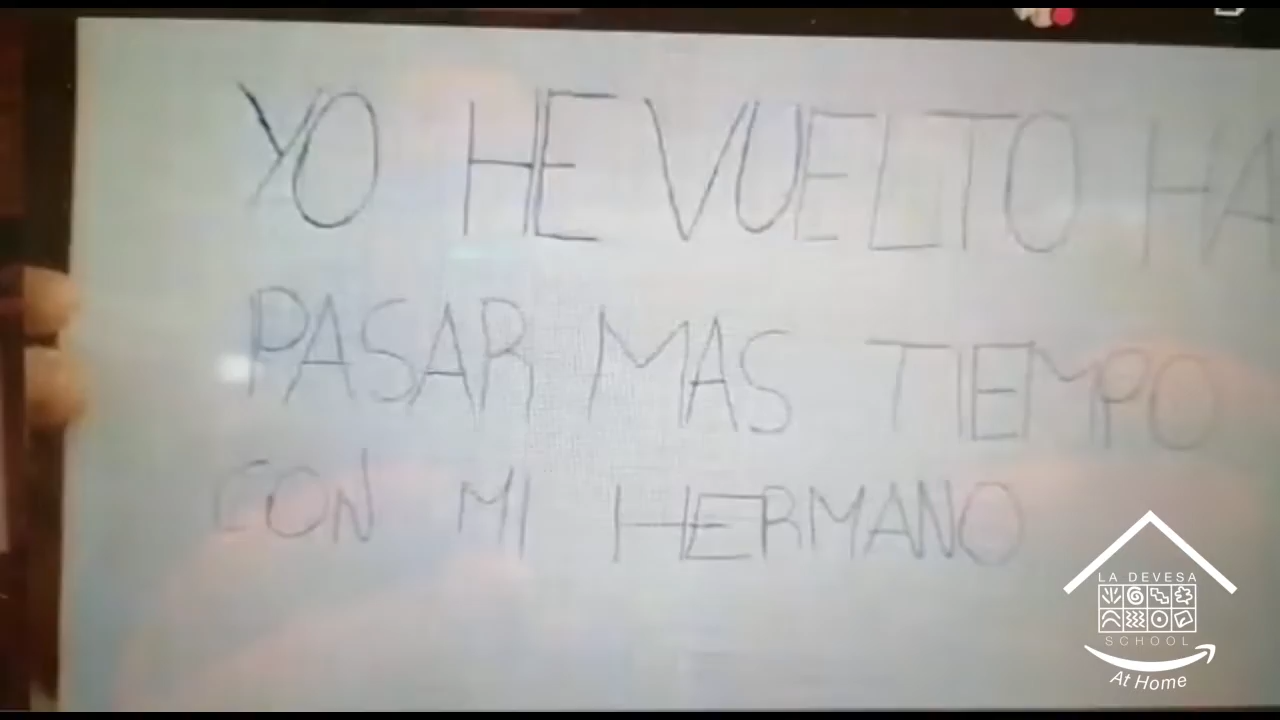 YO HE VUELTO HA
PASAR MAS TIEMPO
CON MI HERMANO
LA DEVESA
SCHOOL
At Home